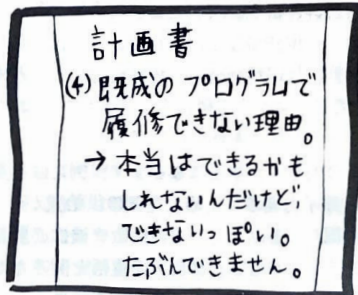 計画書
(4) 既成のプログラムで
履修できない理由。
→ 本当はできるかも
しれないんだけど
できないっぽい。
たぶんできません。